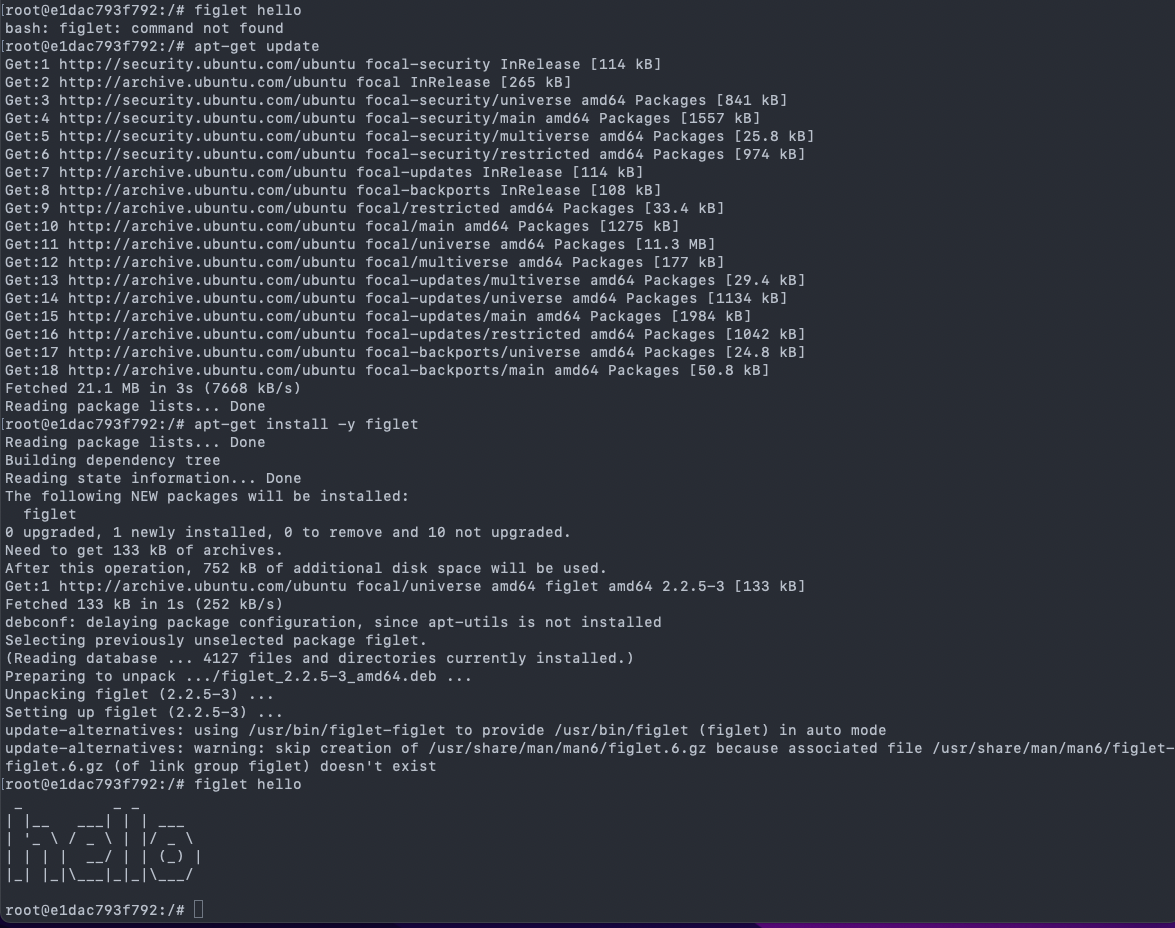 [root@e1dac793f792:/# figlet hello
bash: figlet: command not found
[root@e1dac793f792:/# apt-get update
Get:1 http://security.ubuntu.com/ubuntu focal-security InRelease [114 kB]
Get:2 http://archive.ubuntu.com/ubuntu focal InRelease [265 kB]
Get:3 http://security.ubuntu.com/ubuntu focal-security/universe amd64 Packages [841 kB]
Get:4 http://security.ubuntu.com/ubuntu focal-security/main amd64 Packages [1557 kB]
Get:5 http://security.ubuntu.com/ubuntu focal-security/multiverse amd64 Packages [25.8 kB]
Get:6 http://security.ubuntu.com/ubuntu focal-security/restricted amd64 Packages [974 kB]
Get:7 http://archive.ubuntu.com/ubuntu focal-updates InRelease [114 kB]
Get:8 http://archive.ubuntu.com/ubuntu focal-backports InRelease [108 kB]
Get:9 http://archive.ubuntu.com/ubuntu focal/restricted amd64 Packages [33.4 kB]
Get:10 http://archive.ubuntu.com/ubuntu focal/main amd64 Packages [1275 kB]
Get:11 http://archive.ubuntu.com/ubuntu focal/universe amd64 Packages [11.3 MB]
Get:12 http://archive.ubuntu.com/ubuntu focal/multiverse amd64 Packages [177 kB]
Get:13 http://archive.ubuntu.com/ubuntu focal-updates/multiverse amd64 Packages [29.4 kB]
Get:14 http://archive.ubuntu.com/ubuntu focal-updates/universe amd64 Packages [1134 kB]
Get:15 http://archive.ubuntu.com/ubuntu focal-updates/main amd64 Packages [1984 kB]
Get:16 http://archive.ubuntu.com/ubuntu focal-updates/restricted amd64 Packages [1042 kB]
Get:17 http://archive.ubuntu.com/ubuntu focal-backports/universe amd64 Packages [24.8 kB]
Get:18 http://archive.ubuntu.com/ubuntu focal-backports/main amd64 Packages [50.8 kB]
Fetched 21.1 MB in 3s (7668 kB/s)
Reading package lists... Done
[root@e1dac793f792:/# apt-get install -y figlet
Reading package lists... Done
Building dependency tree
Reading state information... Done
The following NEW packages will be installed:
  figlet
0 upgraded, 1 newly installed, 0 to remove and 10 not upgraded.
Need to get 133 kB of archives.
After this operation, 752 kB of additional disk space will be used.
Get:1 http://archive.ubuntu.com/ubuntu focal/universe amd64 figlet amd64 2.2.5-3 [133 kB]
Fetched 133 kB in 1s (252 kB/s)
debconf: delaying package configuration, since apt-utils is not installed
Selecting previously unselected package figlet.
(Reading database ... 4127 files and directories currently installed.)
Preparing to unpack .../figlet_2.2.5-3_amd64.deb ...
Unpacking figlet (2.2.5-3) ...
Setting up figlet (2.2.5-3) ...
update-alternatives: using /usr/bin/figlet-figlet to provide /usr/bin/figlet (figlet) in auto mode
update-alternatives: warning: skip creation of /usr/share/man/man6/figlet.6.gz because associated file /usr/share/man/man6/figlet-
figlet.6.gz (of link group figlet) doesn't exist
[root@e1dac793f792:/# figlet hello
hello
root@e1dac793f792:/#